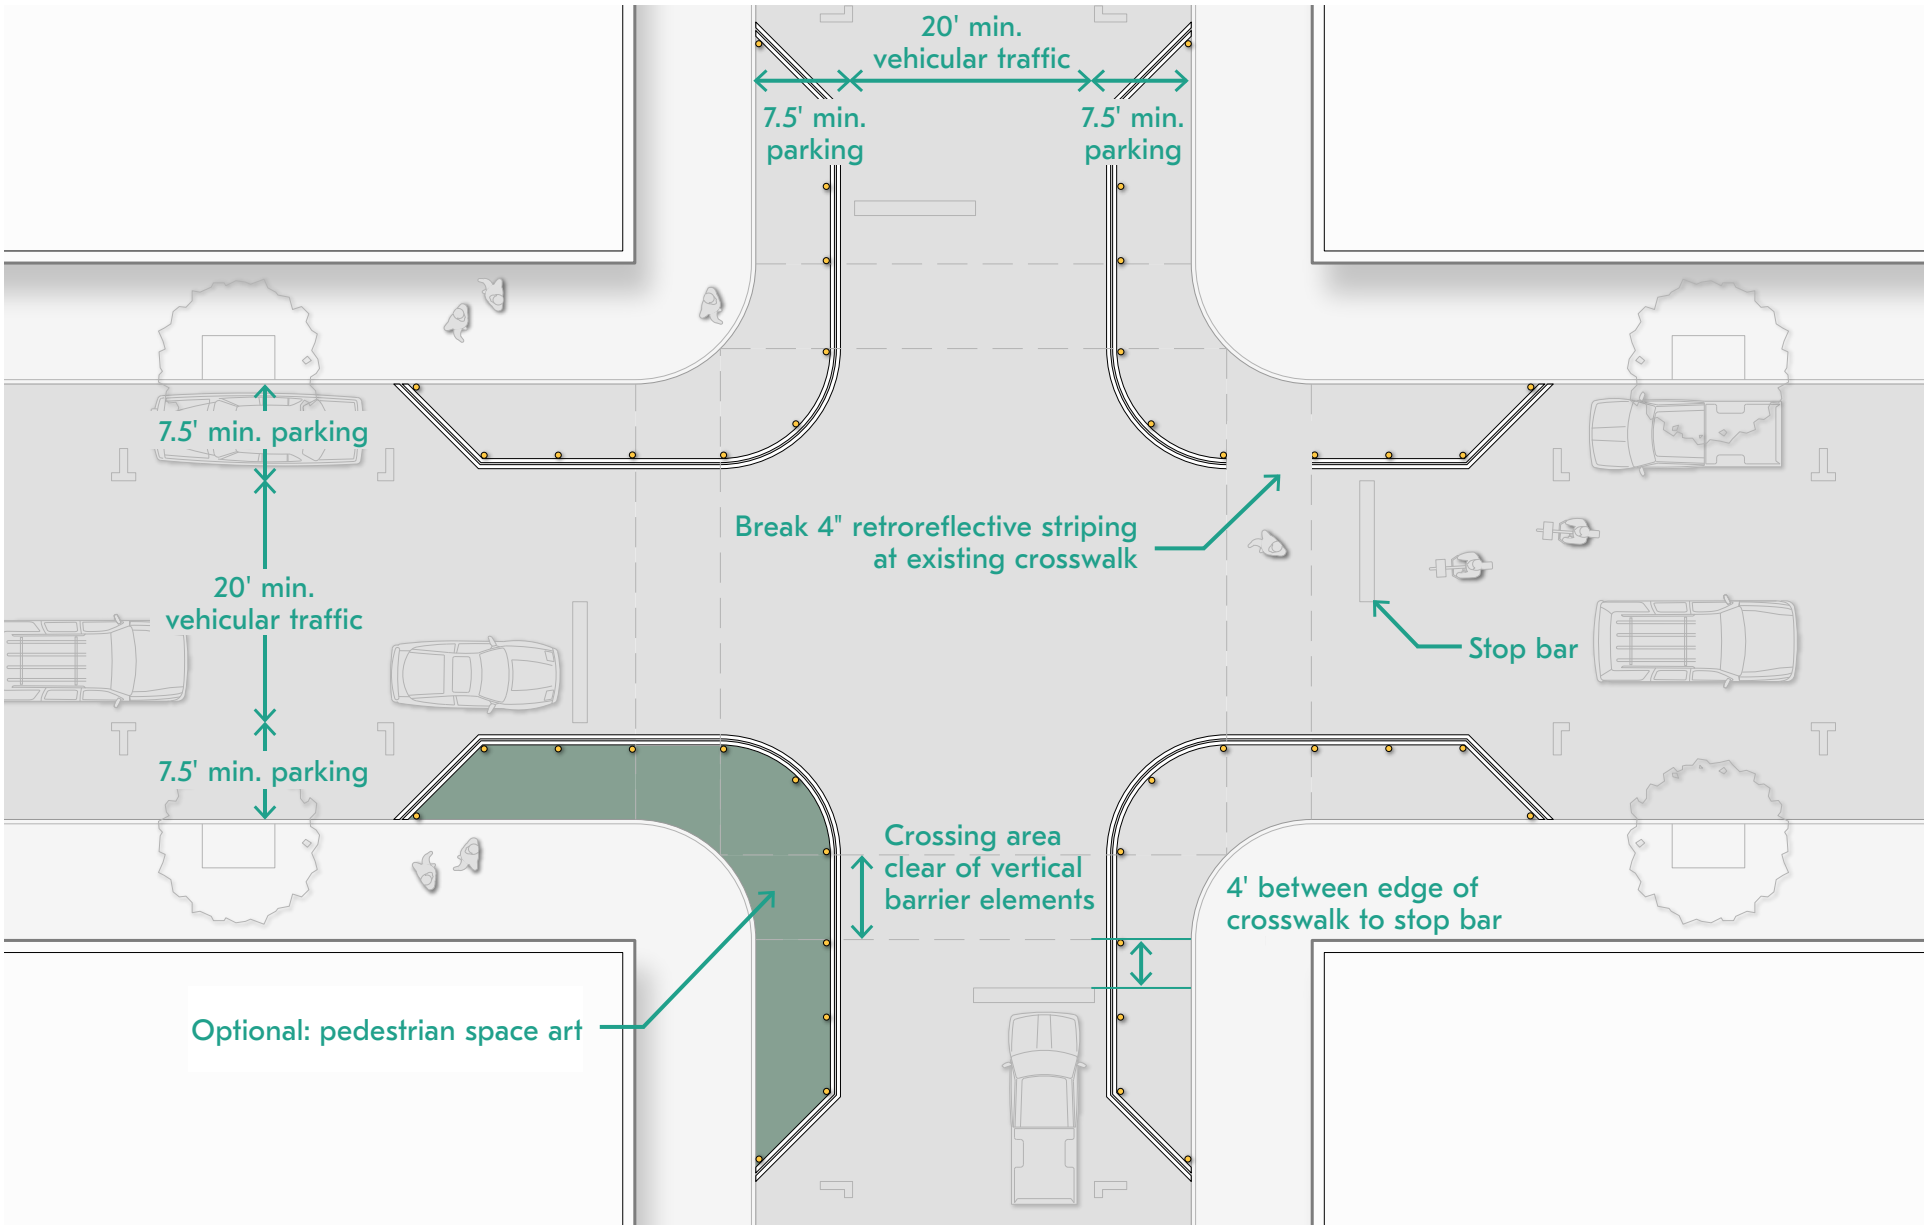 20' min.
vehicular traffic
7.5' min.
parking
7.5' min.
parking
7.5' min. parking
Break 4" retroreflective striping
at existing crosswalk
20' min.
vehicular traffic
Stop bar
7.5' min. parking
Crossing area
clear of vertical
barrier elements
4' between edge of
crosswalk to stop bar
Optional: pedestrian space art